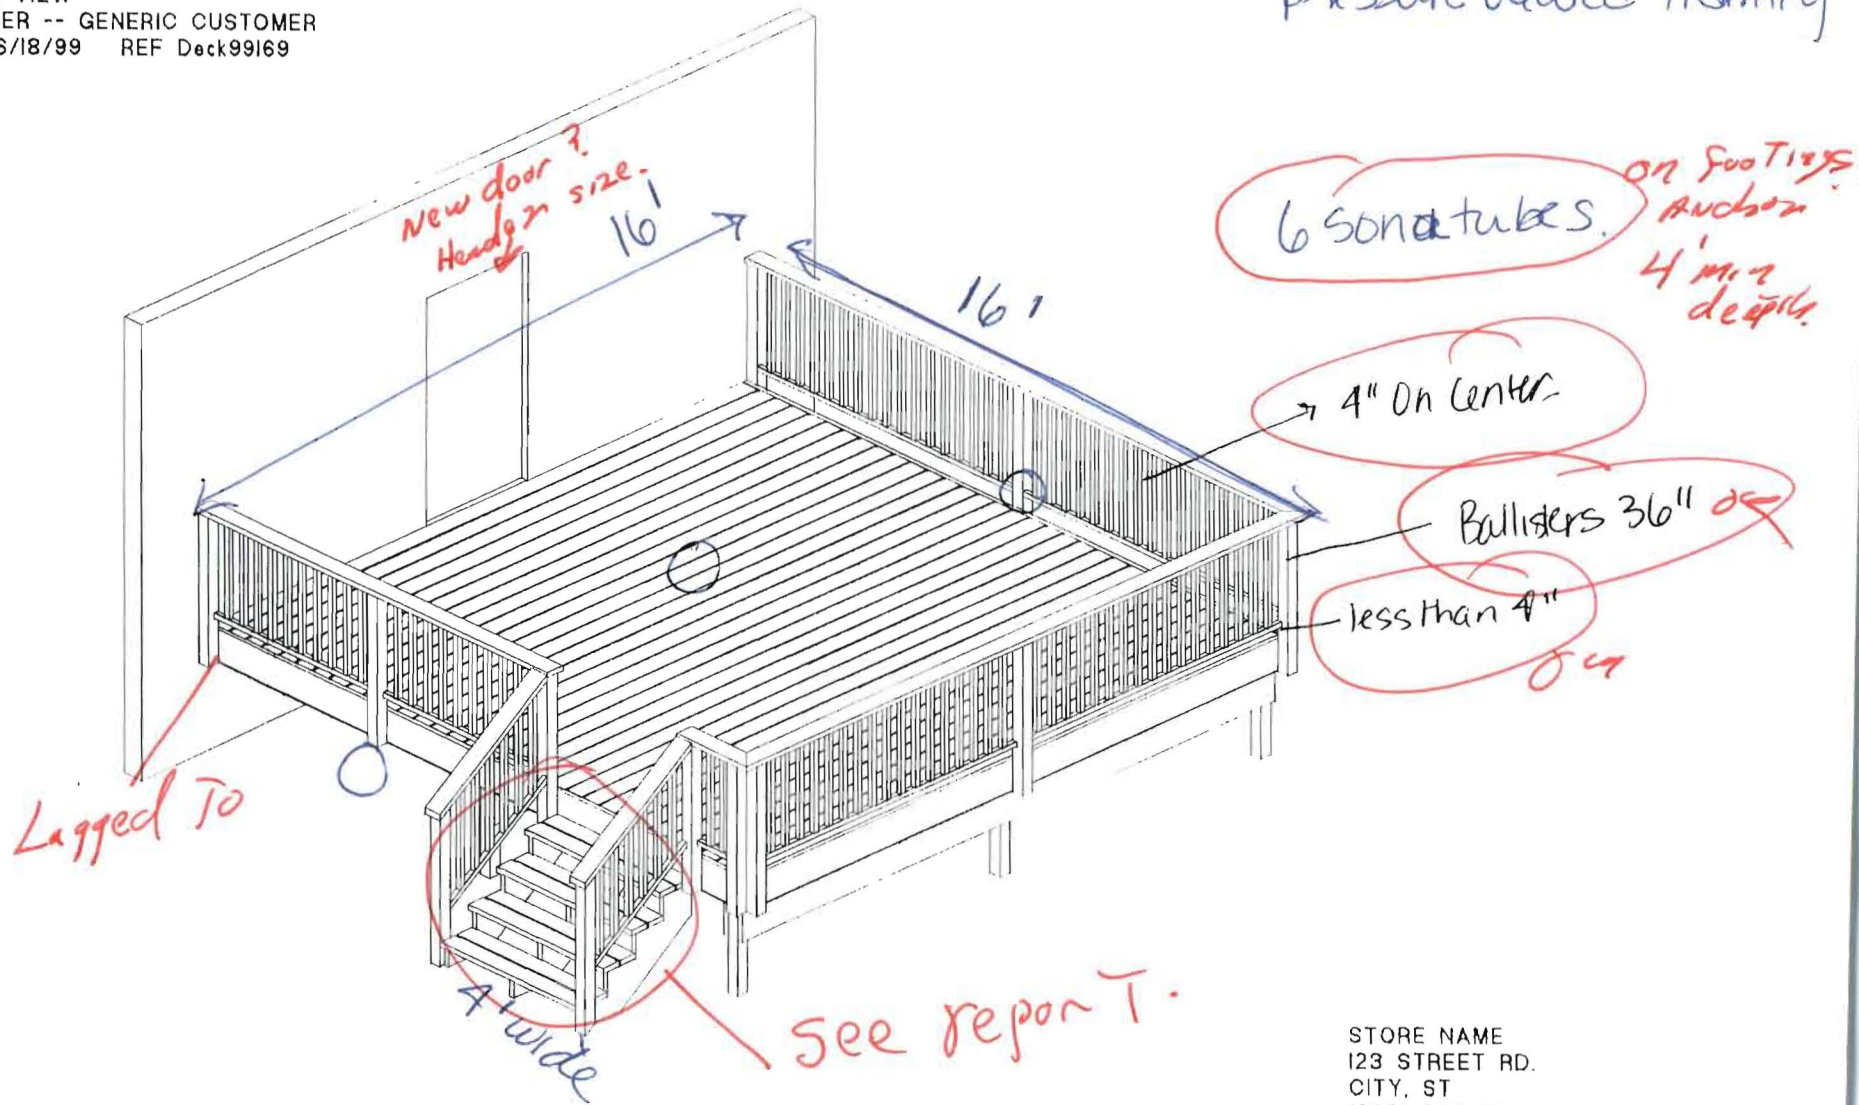 ER -- GENERIC CUSTOMER
6/18/99 REF Deck99169
New door ?
Header size.
16'
16'
6 sonatubes.
on FooTings
Anchor
4' min
depth.
4" On Center
Ballisters 36" or
less than 4"
Lagged To
4' wide
See reporT.
STORE NAME
123 STREET RD.
CITY, ST